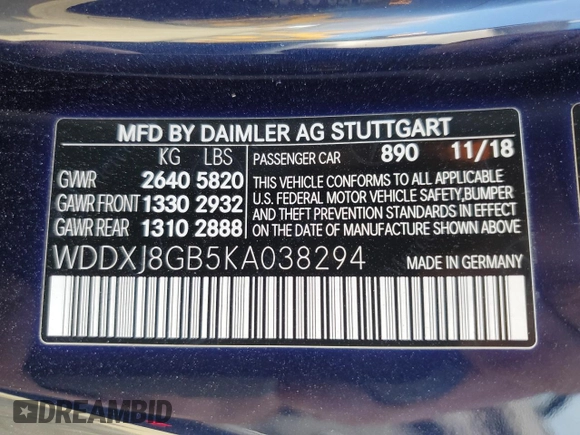 MFD BY DAIMLER AG STUTTGART
KG LBS
GVWR 2640 5820
GAWR FRONT 1330 2932
GAWR REAR 1310 2888
PASSENGER CAR 890 11/18
THIS VEHICLE CONFORMS TO ALL APPLICABLE
U.S. FEDERAL MOTOR VEHICLE SAFETY,BUMPER
AND THEFT PREVENTION STANDARDS IN EFFECT
ON THE DATE OF MANUFACTURE SHOWN ABOVE
WDDXJ8GB5KA038294
MADE IN GERMANY
DREAMBID